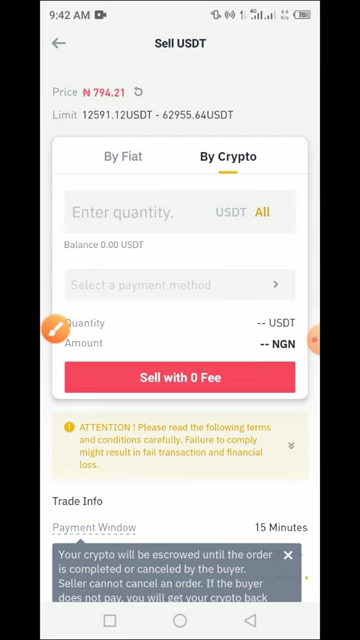 9:42 AM
Sell USDT
Price ₦ 794.21
Limit 12591.12USDT - 62955.64USDT
By Fiat By Crypto
Enter quantity. USDT All
Balance 0.00 USDT
Select a payment method
Quantity -- USDT
Amount -- NGN
Sell with 0 Fee
ATTENTION ! Please read the following terms
and conditions carefully. Failure to comply
might result in fail transaction and financial
loss.
Trade Info
Payment Window 15 Minutes
Your crypto will be escrowed until the order
is completed or canceled by the buyer.
Seller cannot cancel an order. If the buyer
does not pay, you will get your crypto back